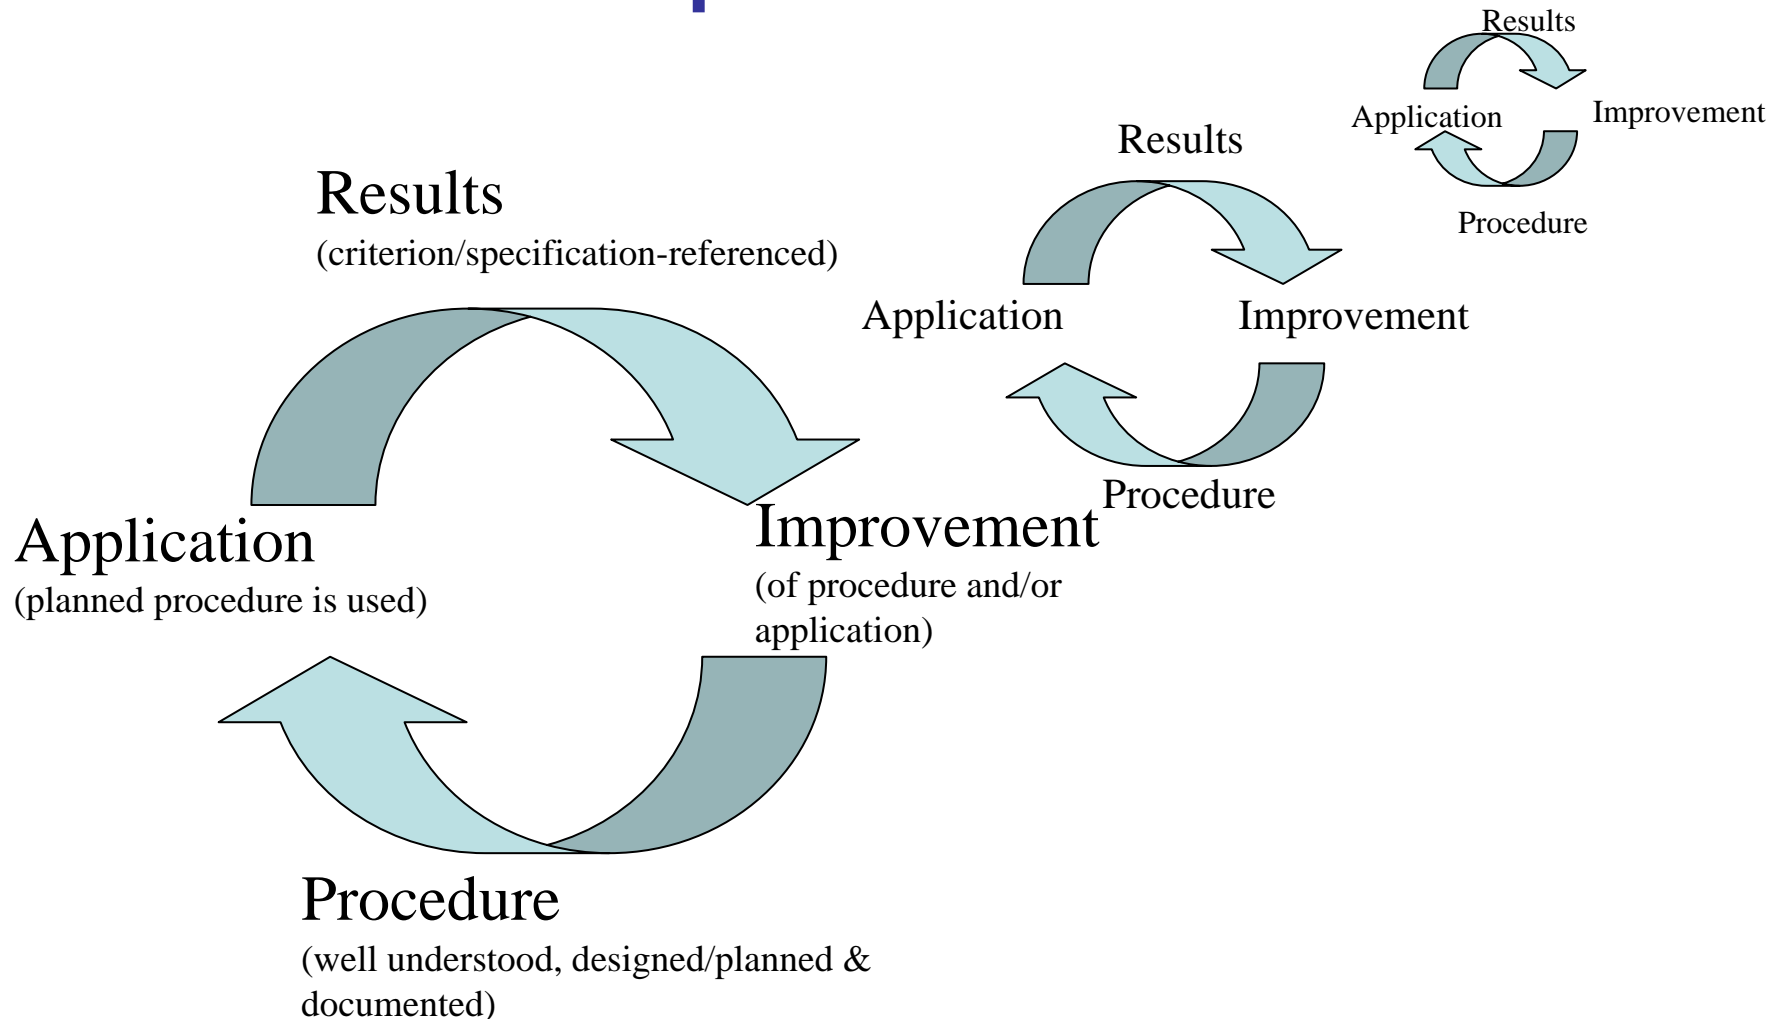 Results
(criterion/specification-referenced)
Application
(planned procedure is used)
Improvement
(of procedure and/or
application)
Procedure
(well understood, designed/planned &
documented)
Results
Application
Improvement
Procedure
Results
Application
Improvement
Procedure